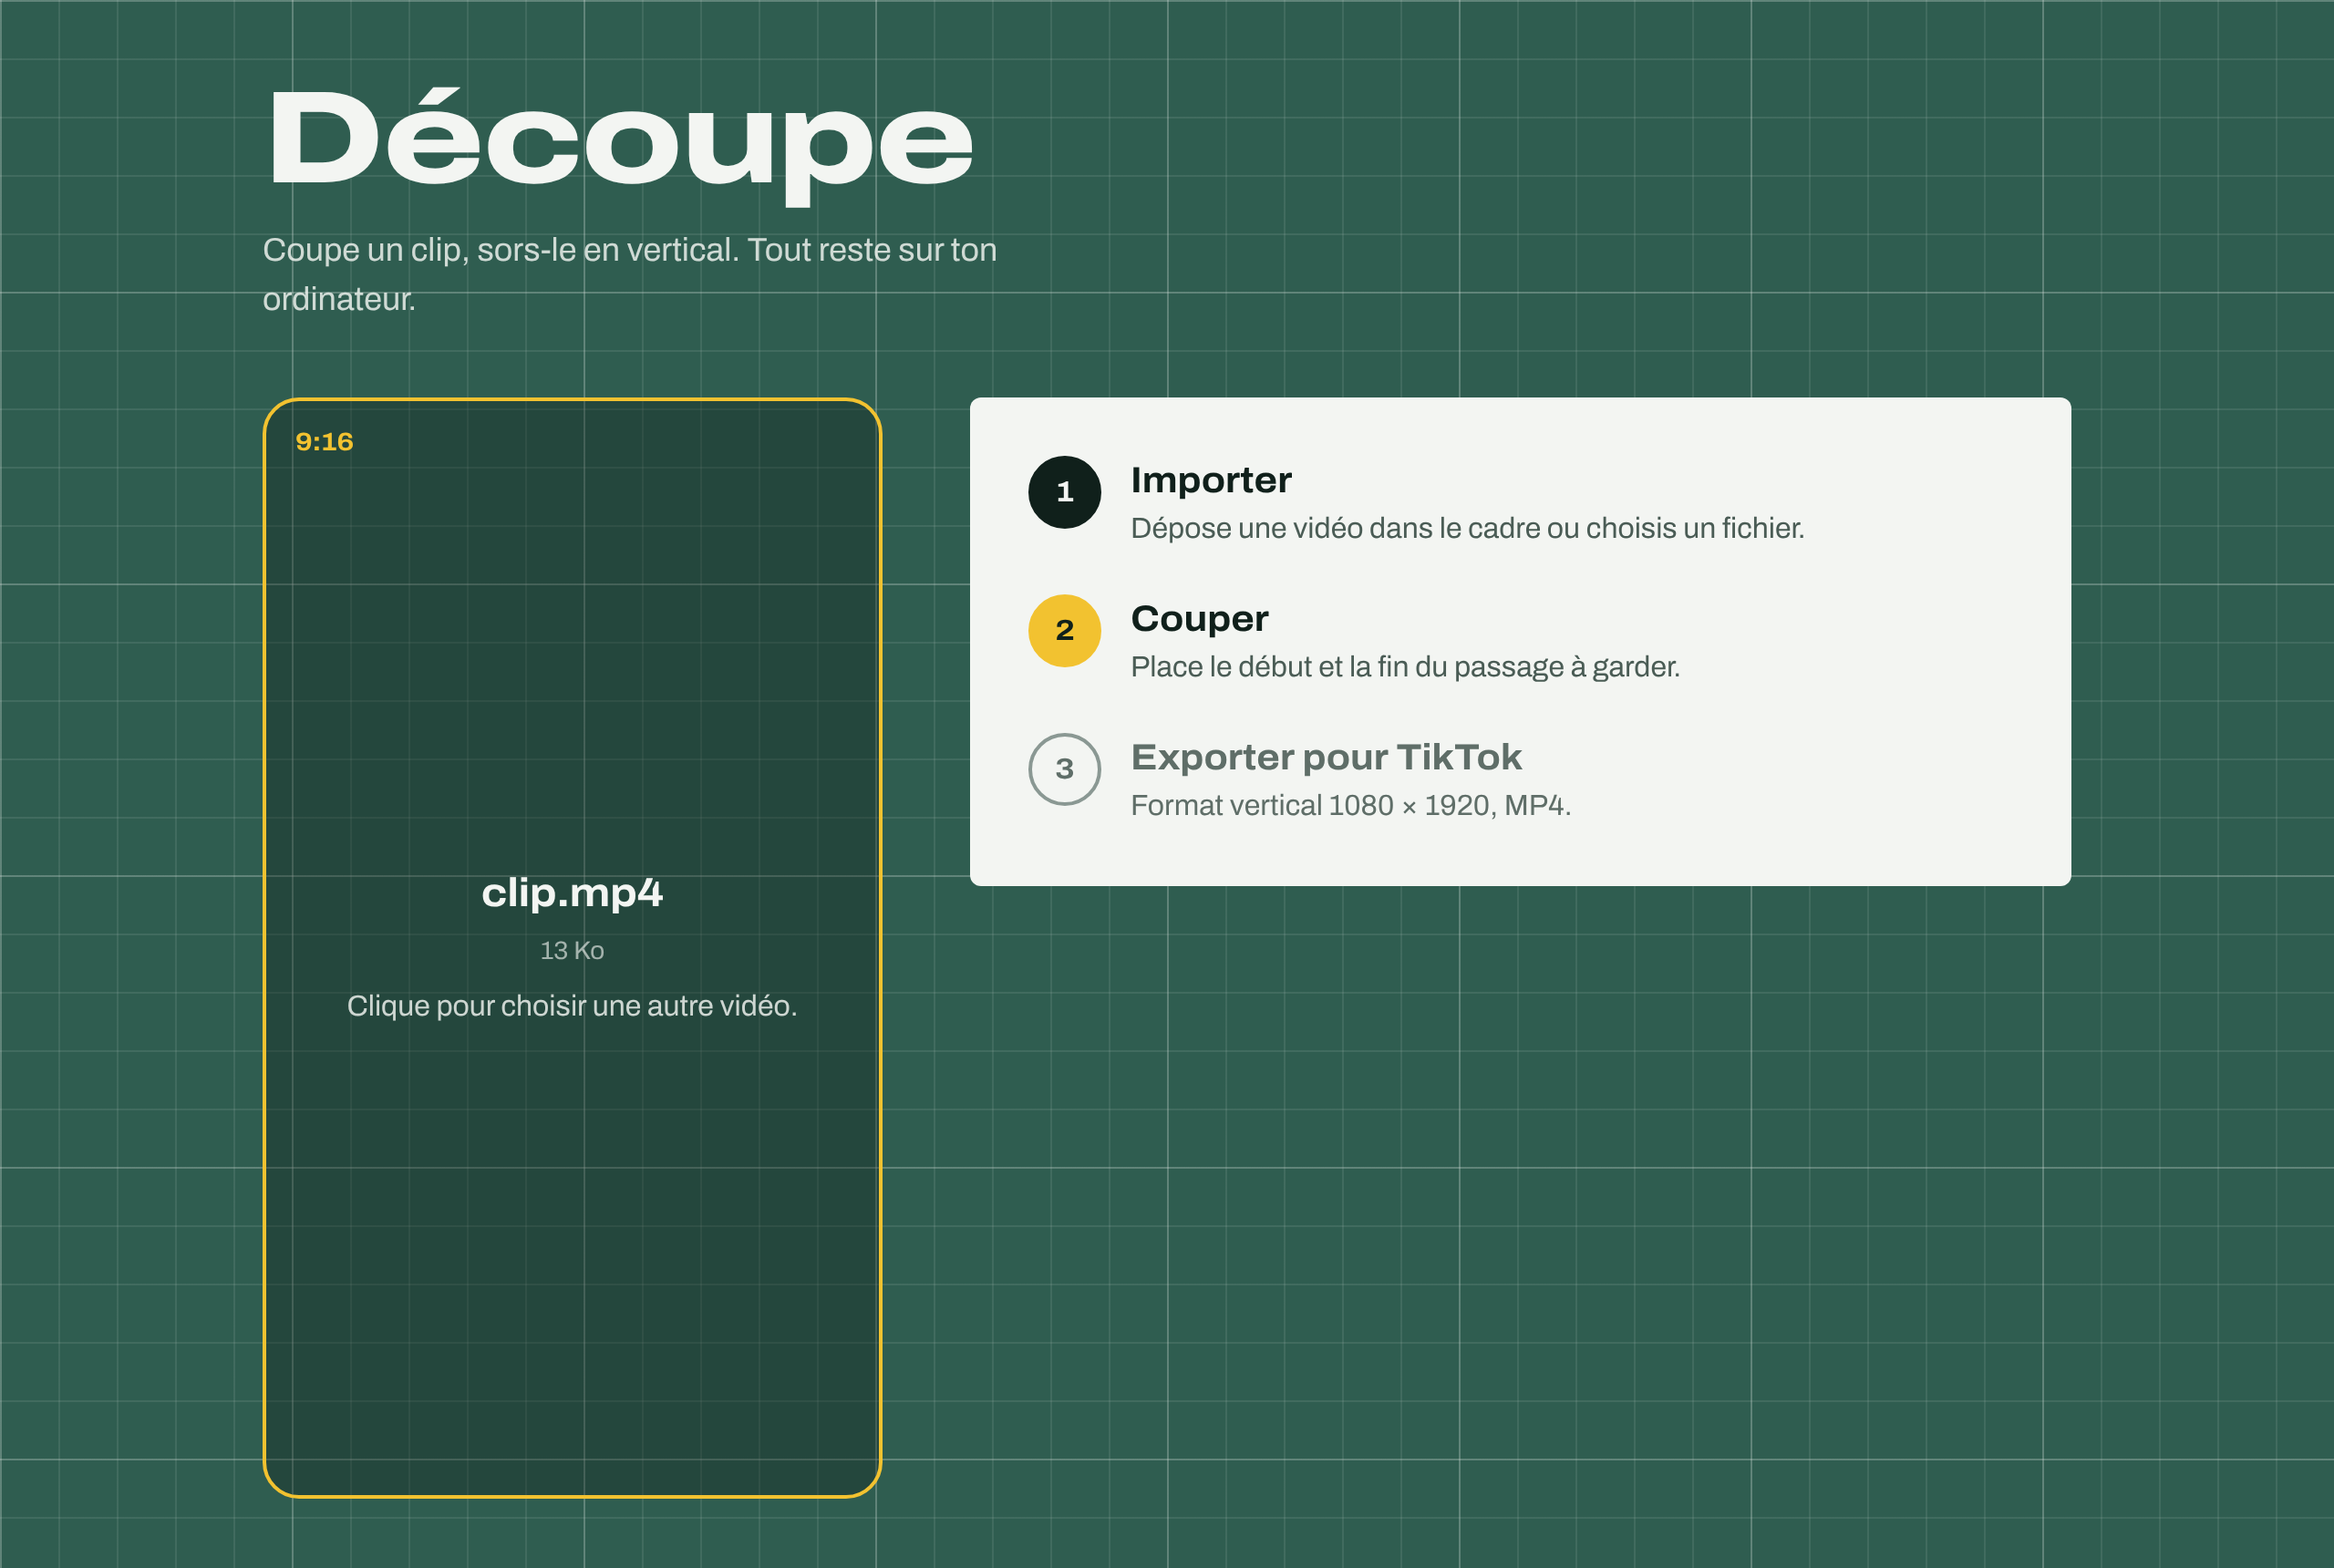 Découpe
Coupe un clip, sors-le en vertical. Tout reste sur ton
ordinateur.
9:16
clip.mp4
13 Ko
Clique pour choisir une autre vidéo.
1
Importer
Dépose une vidéo dans le cadre ou choisis un fichier.
2
Couper
Place le début et la fin du passage à garder.
3
Exporter pour TikTok
Format vertical 1080 × 1920, MP4.